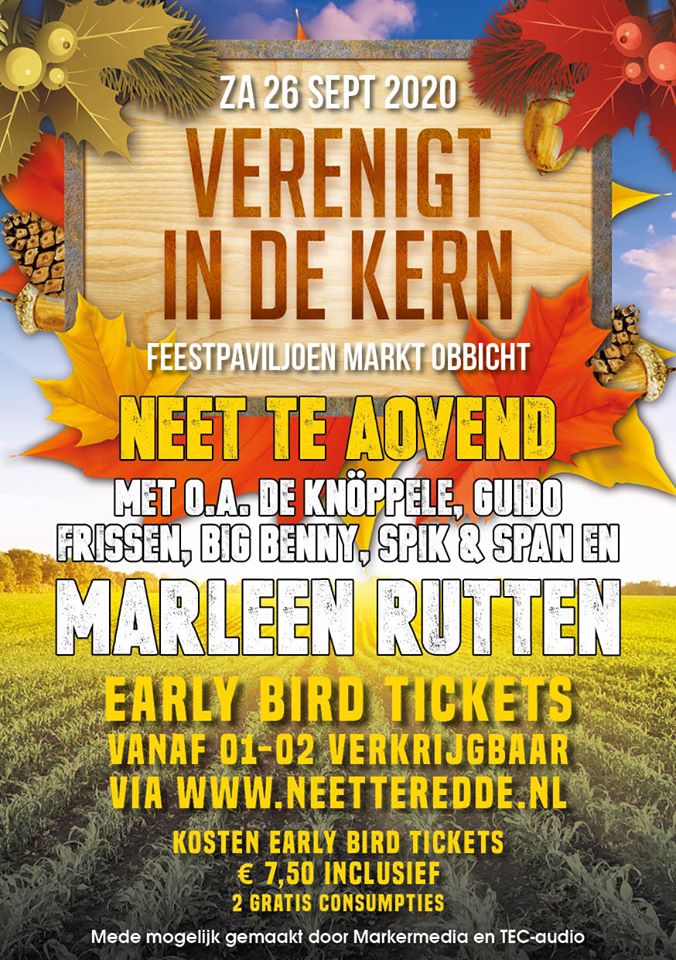 ZA 26 SEPT 2020
VERENIGT
IN DE KERN
FEESTPAVILJOEN MARKT OBBICHT
NEET TE AOVEND
MET O.A. DE KNÖPPELE, GUIDO
FRISSEN, BIG BENNY, SPIK & SPAN EN
MARLEEN RUTTEN
EARLY BIRD TICKETS
VANAF 01-02 VERKRIJGBAAR
VIA WWW.NEETTEREDDE.NL
KOSTEN EARLY BIRD TICKETS
€ 7,50 INCLUSIEF
2 GRATIS CONSUMPTIES
Mede mogelijk gemaakt door Markermedia en TEC-audio